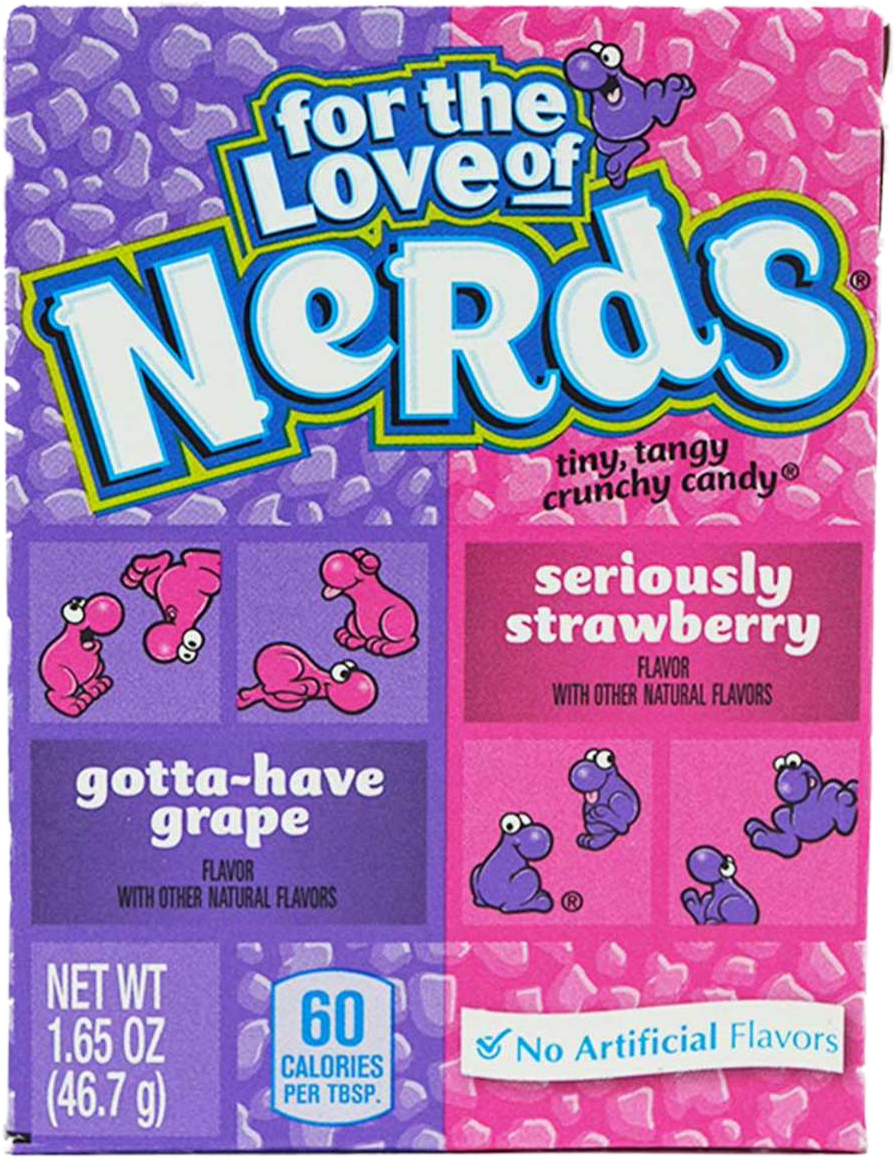 for the
Love of
NeRdS®
tiny, tangy
crunchy candy®
seriously
strawberry
FLAVOR
WITH OTHER NATURAL FLAVORS
gotta-have
grape
FLAVOR
WITH OTHER NATURAL FLAVORS
®
NET WT
1.65 OZ
(46.7 g)
60
CALORIES
PER TBSP.
No Artificial Flavors